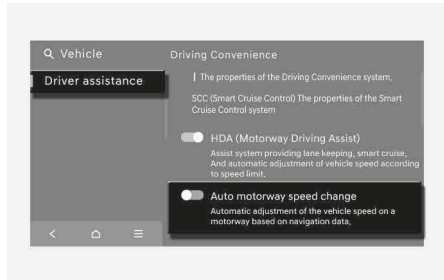 Vehicle
Driver assistance
Driving Convenience
The properties of the Driving Convenience system,
SCC (Smart Cruise Control) The properties of the Smart
Cruise Control system
HDA (Motorway Driving Assist)
Assist system providing lane keeping, smart cruise,
And automatic adjustment of vehicle speed according
to speed limit.
Auto motorway speed change
Automatic adjustment of the vehicle speed on a
motorway based on navigation data,